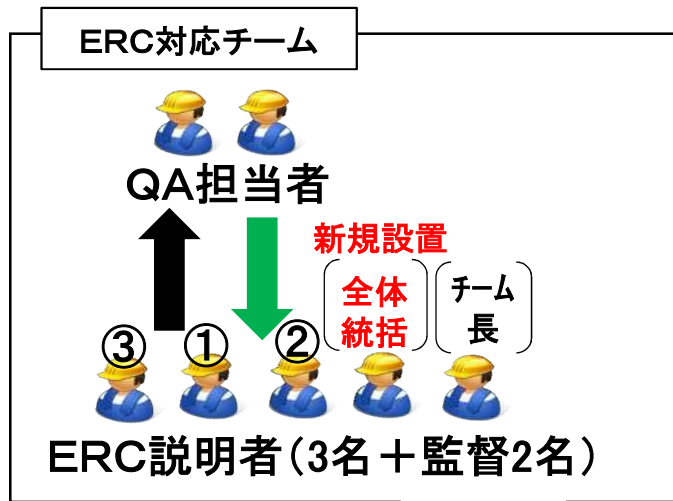 ERC対応チーム
QA担当者
新規設置
全体
統括
チーム
長
③ ① ②
ERC説明者(3名+監督2名)